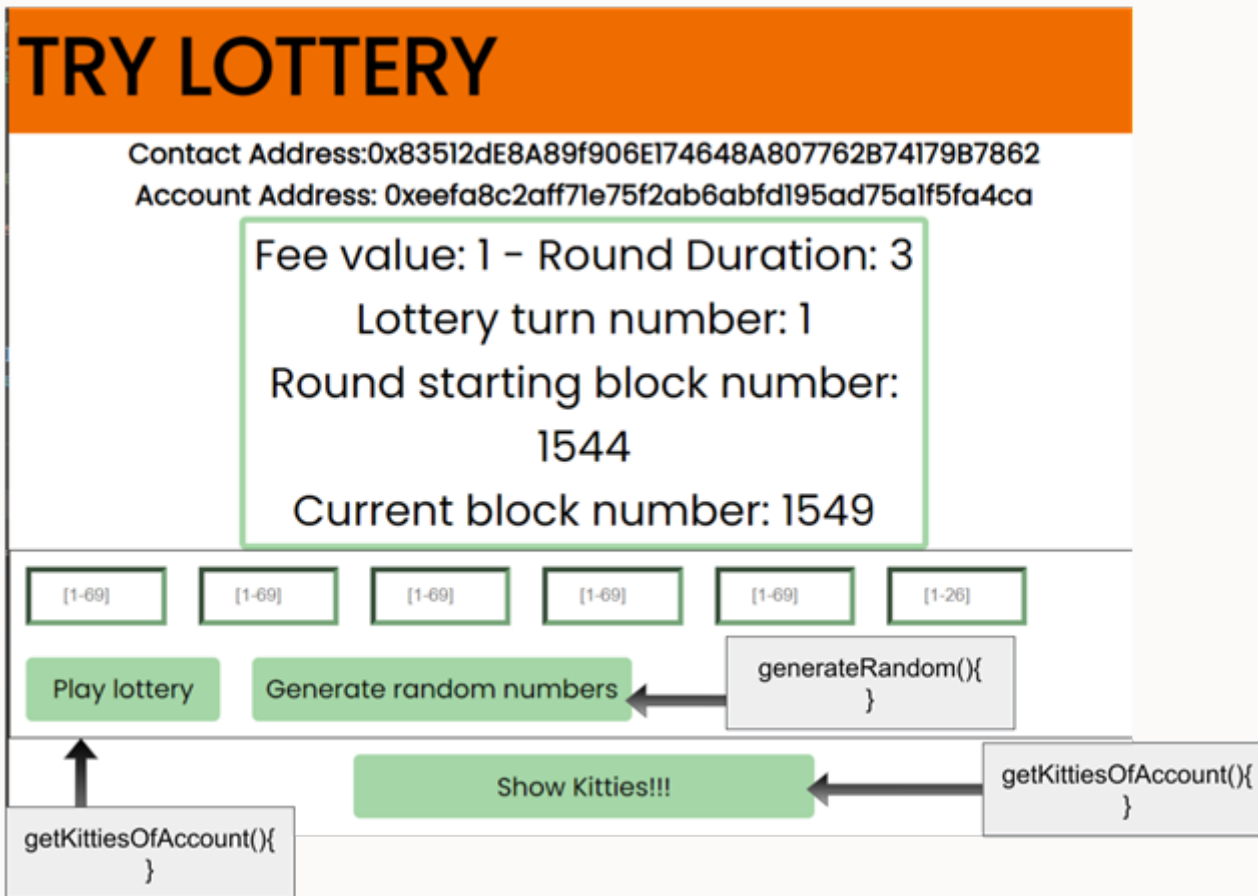 TRY LOTTERY
Contact Address:0x83512dE8A89f906E174648A807762B74179B7862
Account Address: 0xeefa8c2aff71e75f2ab6abfd195ad75a1f5fa4ca
Fee value: 1 - Round Duration: 3
Lottery turn number: 1
Round starting block number:
1544
Current block number: 1549
[1-69] [1-69] [1-69] [1-69] [1-69] [1-26]
Play lottery Generate random numbers
generateRandom(){
}
Show Kitties!!!
getKittiesOfAccount(){
}
getKittiesOfAccount(){
}